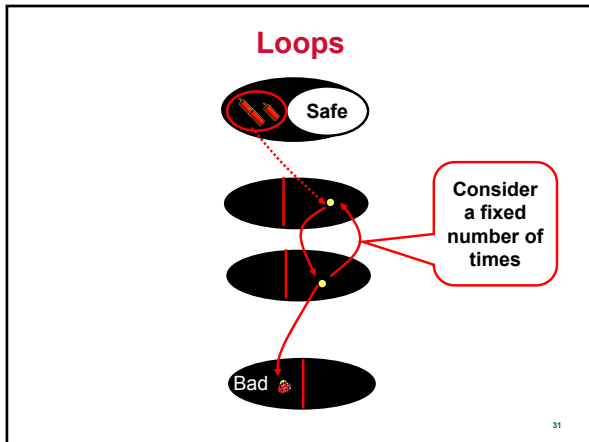 Loops
Safe
Consider
a fixed
number of
times
Bad
31